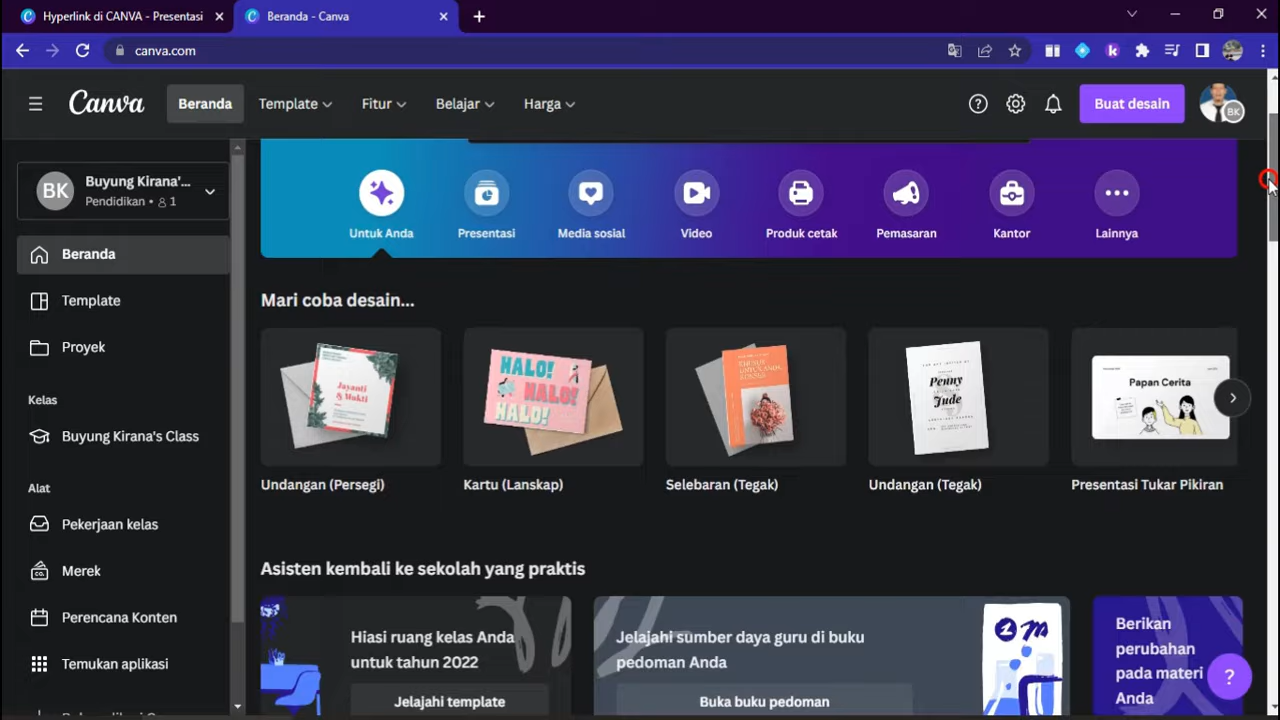 Hyperlink di CANVA - Presentasi
Beranda - Canva
canva.com
Canva
Beranda
Template
Fitur
Belajar
Harga
Buat desain
BK
BK
Buyung Kirana'...
Pendidikan • 1
Beranda
Template
Proyek
Kelas
Buyung Kirana's Class
Alat
Pekerjaan kelas
Merek
Perencana Konten
Temukan aplikasi
Untuk Anda
Presentasi
Media sosial
Video
Produk cetak
Pemasaran
Kantor
Lainnya
Mari coba desain...
Jayanti
& Mukti
HALO!
HALO!
HALO!
Penny
Jude
Papan Cerita
Undangan (Persegi)
Kartu (Lanskap)
Selebaran (Tegak)
Undangan (Tegak)
Presentasi Tukar Pikiran
Asisten kembali ke sekolah yang praktis
Hiasi ruang kelas Anda
untuk tahun 2022
Jelajahi template
Jelajahi sumber daya guru di buku
pedoman Anda
Buka buku pedoman
Berikan
perubahan
pada materi
Anda
?